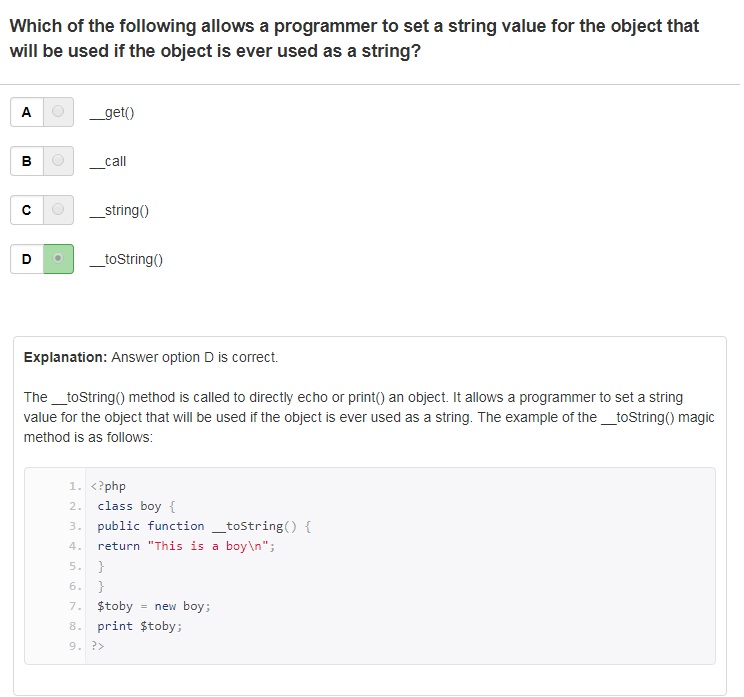 Which of the following allows a programmer to set a string value for the object that
will be used if the object is ever used as a string?
A __get()
B __call
C __string()
D __toString()
Explanation: Answer option D is correct.
The __toString() method is called to directly echo or print() an object. It allows a programmer to set a string
value for the object that will be used if the object is ever used as a string. The example of the __toString() magic
method is as follows:
1. <?php
2. class boy {
3. public function __toString() {
4. return "This is a boy\n";
5. }
6. }
7. $toby = new boy;
8. print $toby;
9. ?>